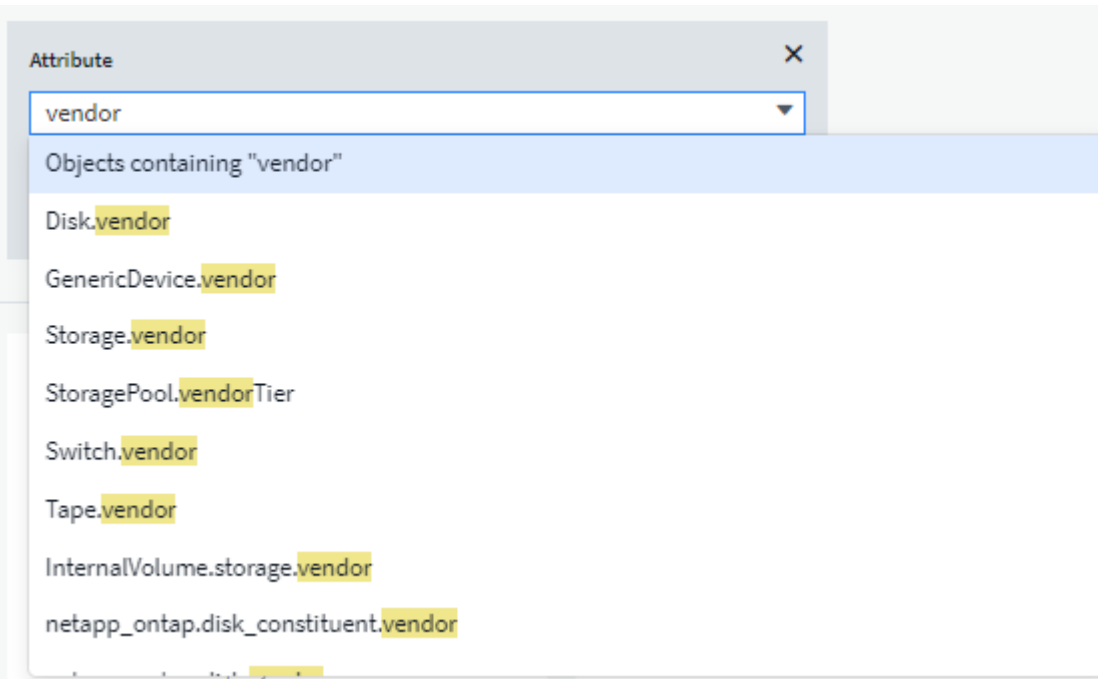 Attribute
vendor
Objects containing "vendor"
Disk.vendor
GenericDevice.vendor
Storage.vendor
StoragePool.vendorTier
Switch.vendor
Tape.vendor
InternalVolume.storage.vendor
netapp_ontap.disk_constituent.vendor